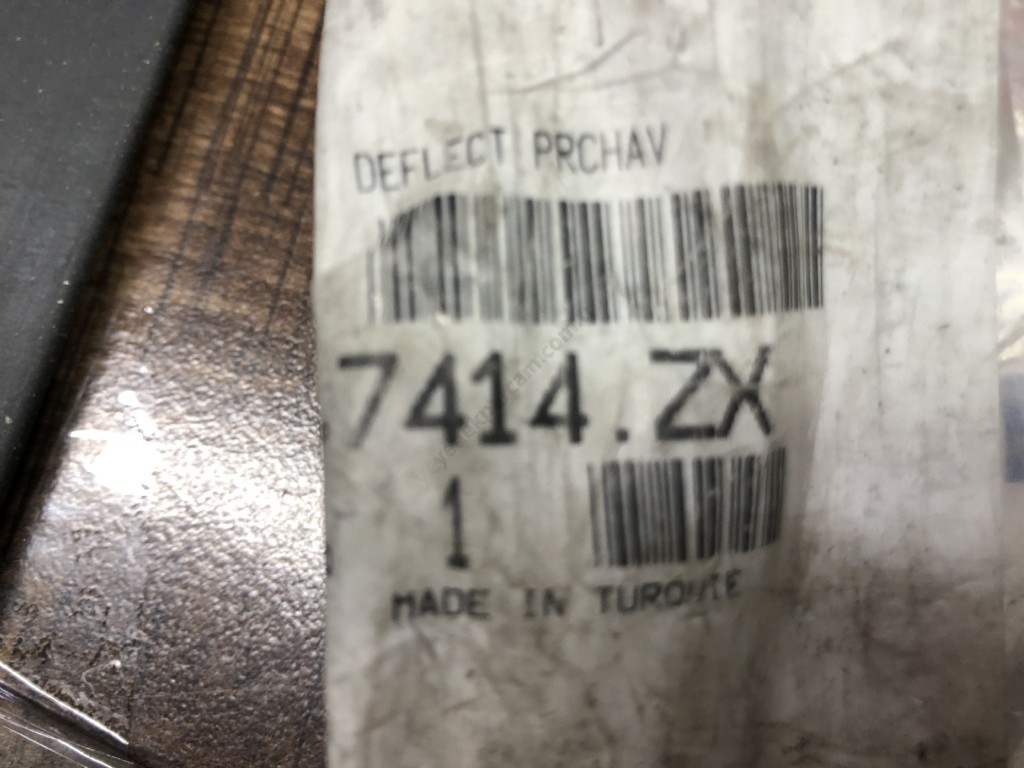 DEFLECT PRCHAV
7414.ZX
1
MADE IN TURQUIE